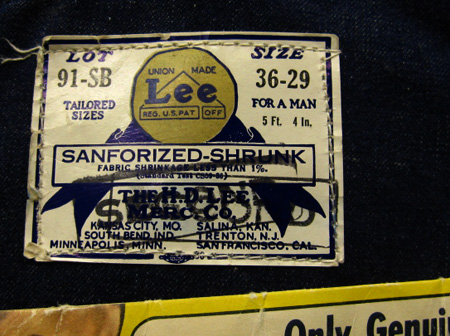 LOT
91-SB
TAILORED
SIZES
UNION MADE
Lee
REG. U.S. PAT. OFF
SIZE
36-29
FOR A MAN
5 Ft. 4 In.
SANFORIZED-SHRUNK
FABRIC SHRINKAGE LESS THAN 1%.
THE H.D. LEE
MERC. CO.
KANSAS CITY, MO. SALINA, KAN.
SOUTH BEND, IND. TRENTON, N.J.
MINNEAPOLIS, MINN. SAN FRANCISCO, CAL.
Only Genui